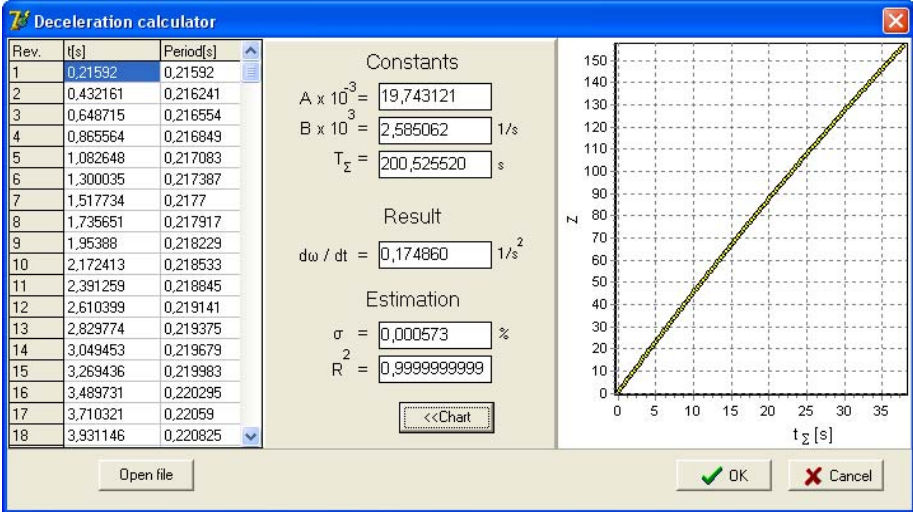 Deceleration calculator
Rev. t[s] Period[s]
1 0,21592 0,21592
2 0,432161 0,216241
3 0,648715 0,216554
4 0,865564 0,216849
5 1,082648 0,217083
6 1,300035 0,217387
7 1,517734 0,2177
8 1,735651 0,217917
9 1,95388 0,218229
10 2,172413 0,218533
11 2,391259 0,218845
12 2,610399 0,219141
13 2,829774 0,219375
14 3,049453 0,219679
15 3,269436 0,219983
16 3,489731 0,220295
17 3,710321 0,22059
18 3,931146 0,220825
Constants
A x 10⁻³ = 19,743121
B x 10³ = 2,585062 1/s
T_Σ = 200,525520 s
Result
dω / dt = 0,174860 1/s²
Estimation
σ = 0,000573 %
R² = 0,9999999999
<<Chart
150
140
130
120
110
100
90
80
70
60
50
40
30
20
10
0
Z
0 5 10 15 20 25 30 35
t_Σ [s]
Open file
OK
Cancel